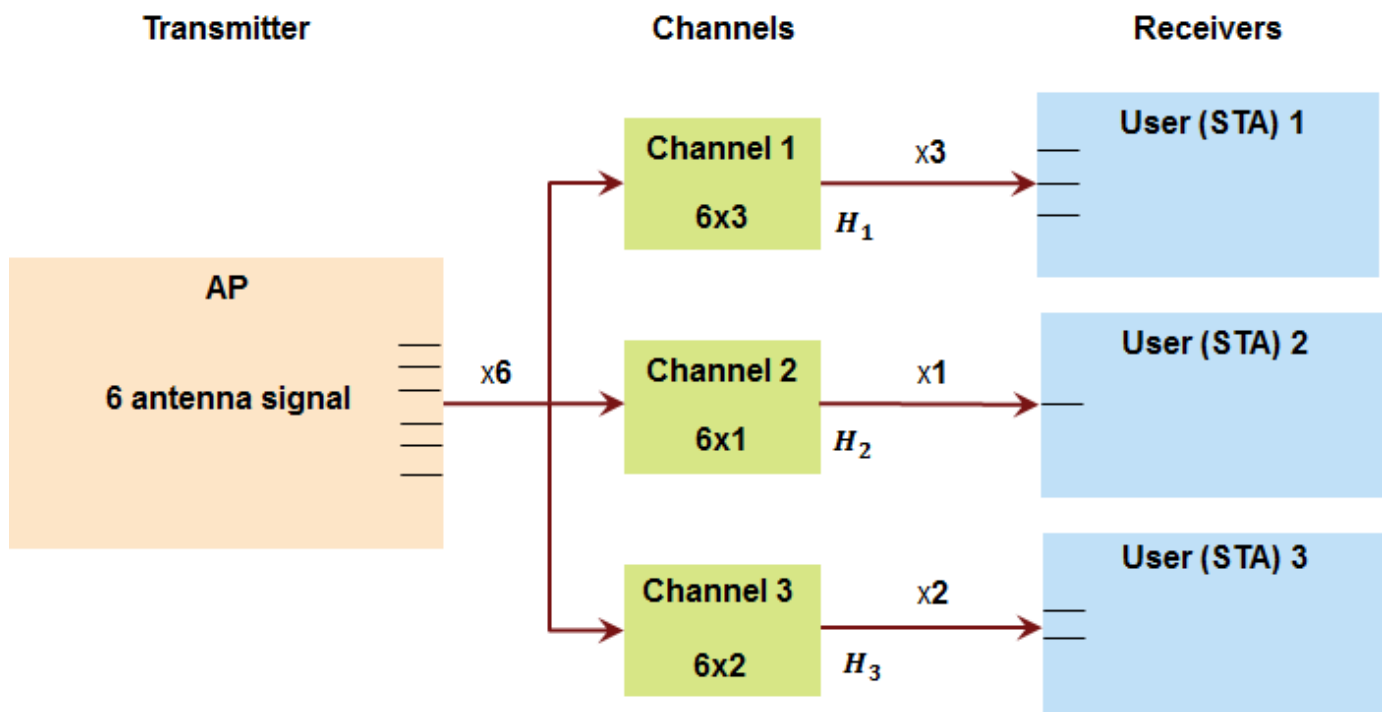 Transmitter
Channels
Receivers
AP
6 antenna signal
x6
Channel 1
6x3
H₁
x3
User (STA) 1
Channel 2
6x1
H₂
x1
User (STA) 2
Channel 3
6x2
H₃
x2
User (STA) 3